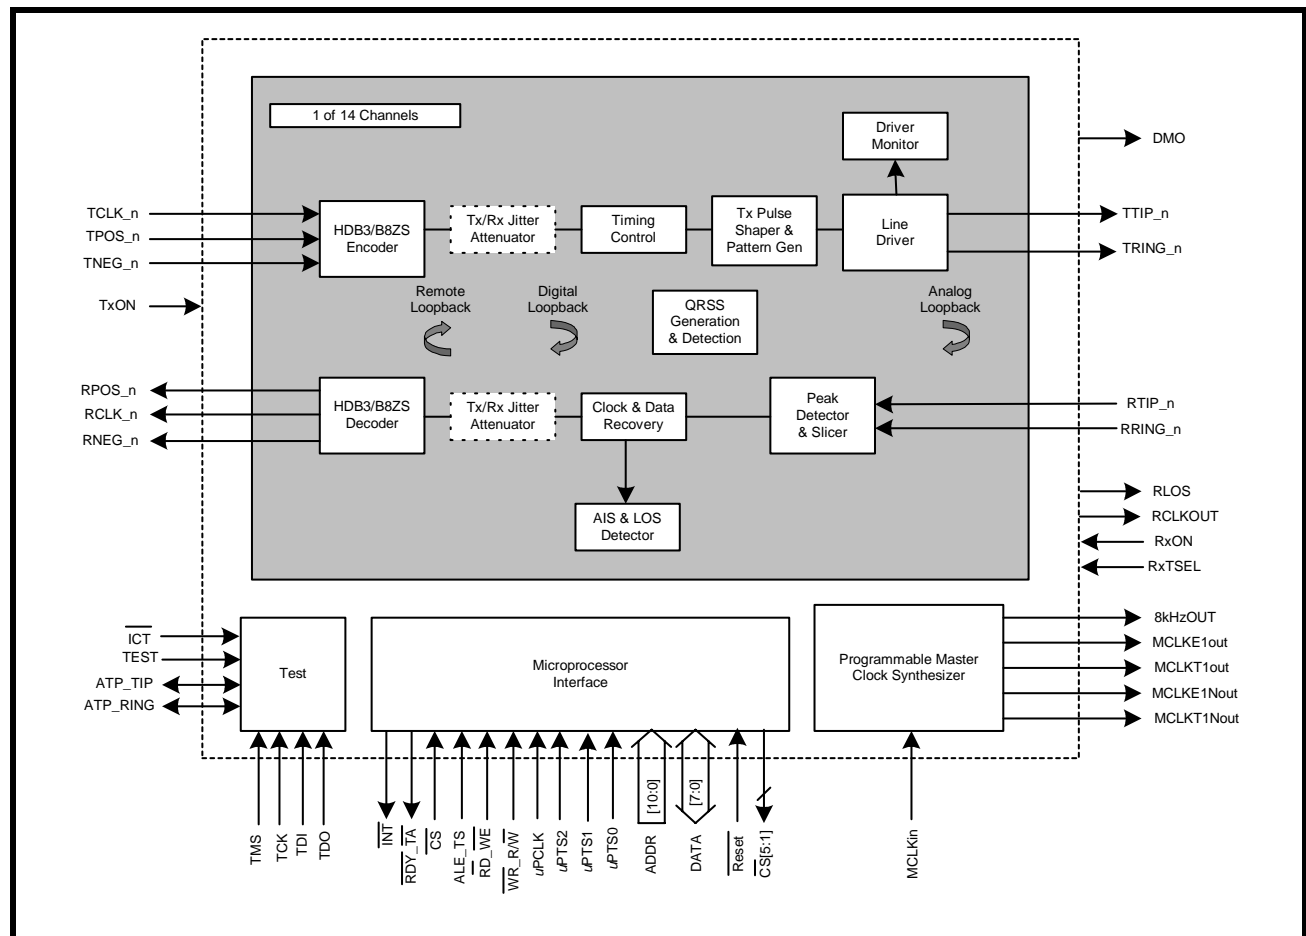 1 of 14 Channels
Driver
Monitor
DMO
TCLK_n
TPOS_n
TNEG_n
HDB3/B8ZS
Encoder
Tx/Rx Jitter
Attenuator
Timing
Control
Tx Pulse
Shaper &
Pattern Gen
Line
Driver
TTIP_n
TRING_n
TxON
Remote
Loopback
Digital
Loopback
QRSS
Generation
& Detection
Analog
Loopback
RPOS_n
RCLK_n
RNEG_n
HDB3/B8ZS
Decoder
Tx/Rx Jitter
Attenuator
Clock & Data
Recovery
Peak
Detector
& Slicer
RTIP_n
RRING_n
AIS & LOS
Detector
RLOS
RCLKOUT
RxON
RxTSEL
ICT
TEST
ATP_TIP
ATP_RING
Test
Microprocessor
Interface
Programmable Master
Clock Synthesizer
8kHzOUT
MCLKE1out
MCLKT1out
MCLKE1Nout
MCLKT1Nout
TMS
TCK
TDI
TDO
INT
RDY_TA
CS
ALE_TS
RD_WE
WR_R/W
uPCLK
uPTS2
uPTS1
uPTS0
[10:0]
ADDR
[7:0]
DATA
Reset
CS[5:1]
MCLKin